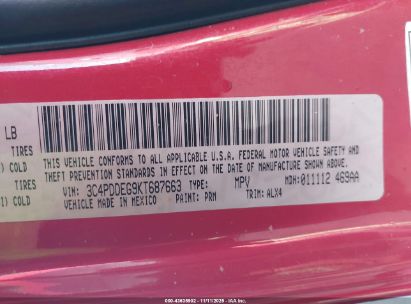 LB
TIRES
) COLD
TIRES
) COLD
THIS VEHICLE CONFORMS TO ALL APPLICABLE U.S.A. FEDERAL MOTOR VEHICLE SAFETY AND
THEFT PREVENTION STANDARDS IN EFFECT ON THE DATE OF MANUFACTURE SHOWN ABOVE.
VIN: 3C4PDDEG9KT687663 TYPE: MPV MDH: 011112 469AA
VEHICLE MADE IN MEXICO PAINT: PRN TRIM: ALX4